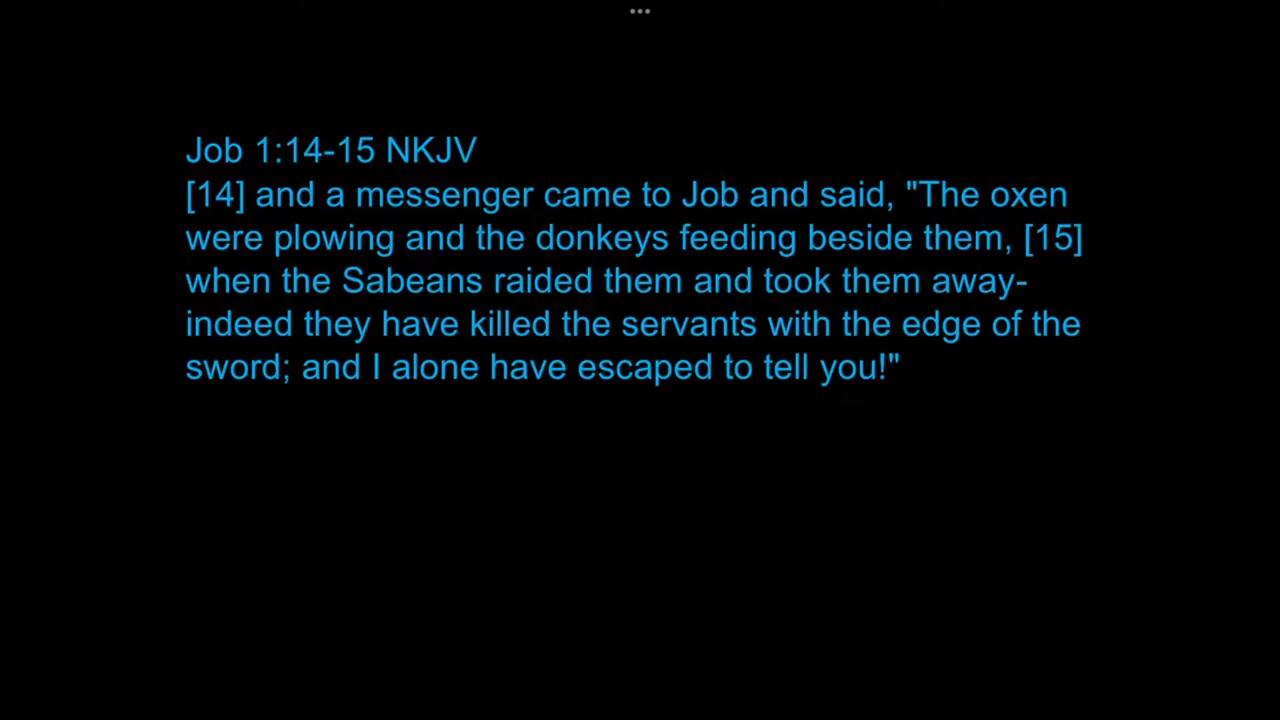 Job 1:14-15 NKJV
[14] and a messenger came to Job and said, "The oxen
were plowing and the donkeys feeding beside them, [15]
when the Sabeans raided them and took them away-
indeed they have killed the servants with the edge of the
sword; and I alone have escaped to tell you!"